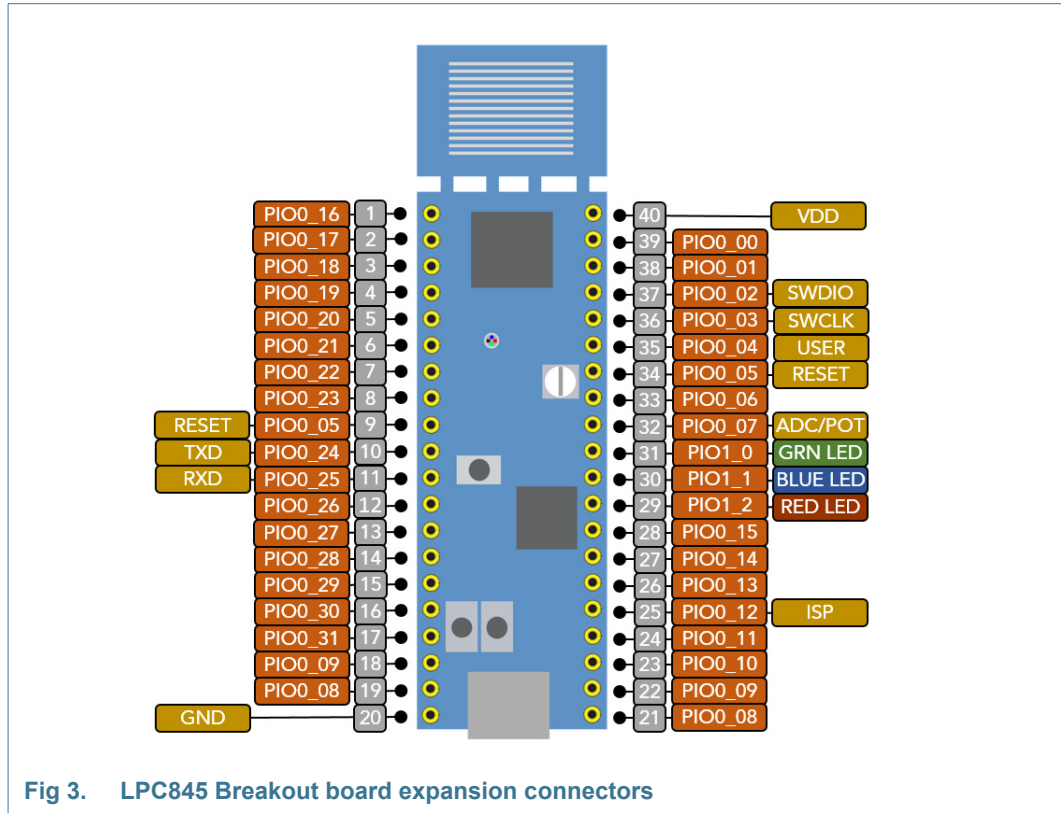 PIO0_16 1 40 VDD
PIO0_17 2 39 PIO0_00
PIO0_18 3 38 PIO0_01
PIO0_19 4 37 PIO0_02 SWDIO
PIO0_20 5 36 PIO0_03 SWCLK
PIO0_21 6 35 PIO0_04 USER
PIO0_22 7 34 PIO0_05 RESET
PIO0_23 8 33 PIO0_06
RESET PIO0_05 9 32 PIO0_07 ADC/POT
TXD PIO0_24 10 31 PIO1_0 GRN LED
RXD PIO0_25 11 30 PIO1_1 BLUE LED
PIO0_26 12 29 PIO1_2 RED LED
PIO0_27 13 28 PIO0_15
PIO0_28 14 27 PIO0_14
PIO0_29 15 26 PIO0_13
PIO0_30 16 25 PIO0_12 ISP
PIO0_31 17 24 PIO0_11
PIO0_09 18 23 PIO0_10
PIO0_08 19 22 PIO0_09
GND 20 21 PIO0_08
Fig 3. LPC845 Breakout board expansion connectors